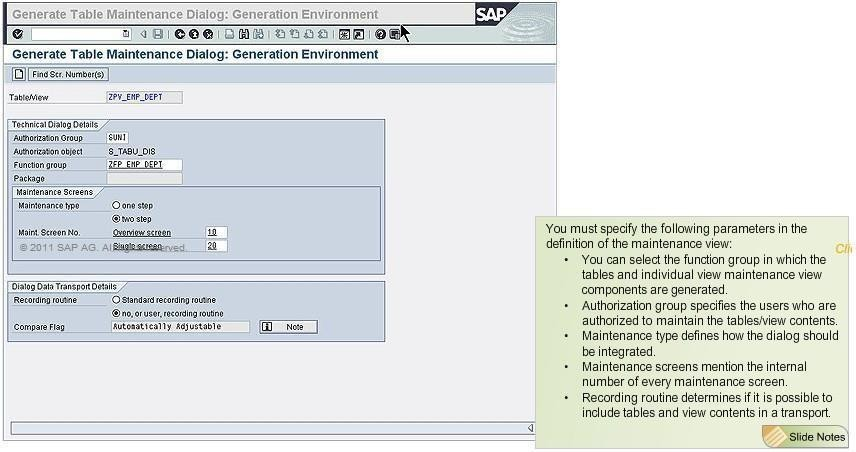 Generate Table Maintenance Dialog: Generation Environment
SAP
Generate Table Maintenance Dialog: Generation Environment
Find Scr. Number(s)
Table/View ZPV_EMP_DEPT
Technical Dialog Details
Authorization Group SUNI
Authorization object S_TABU_DIS
Function group ZFP_EMP_DEPT
Package
Maintenance Screens
Maintenance type one step
two step
Maint. Screen No. Overview screen 10
Single screen 20
© 2011 SAP AG. All rights reserved.
Dialog Data Transport Details
Recording routine Standard recording routine
no, or user, recording routine
Compare Flag Automatically Adjustable Note
You must specify the following parameters in the
definition of the maintenance view:
• You can select the function group in which the
tables and individual view maintenance view
components are generated.
• Authorization group specifies the users who are
authorized to maintain the tables/view contents.
• Maintenance type defines how the dialog should
be integrated.
• Maintenance screens mention the internal
number of every maintenance screen.
• Recording routine determines if it is possible to
include tables and view contents in a transport.
Slide Notes